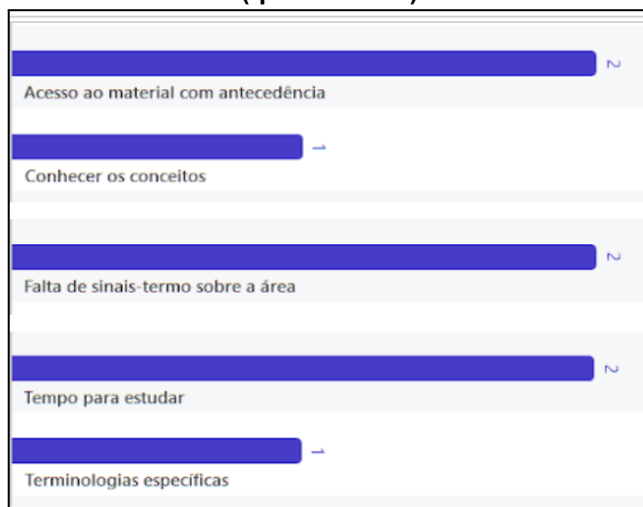 2
Acesso ao material com antecedência
1
Conhecer os conceitos
2
Falta de sinais-termo sobre a área
2
Tempo para estudar
1
Terminologias específicas